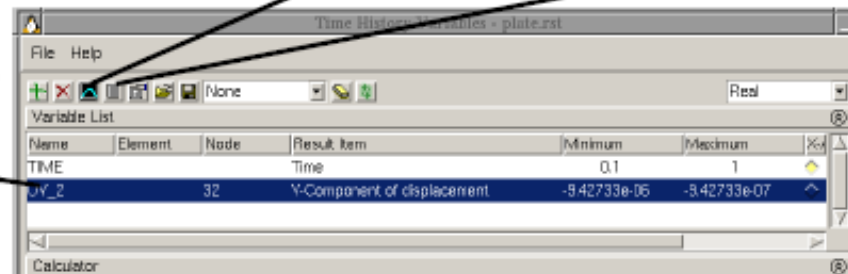 Time History Variables - plate.rst
File Help
None Real
Variable List
Name Element Node Result Item Minimum Maximum X-A
TIME Time 0.1 1
UY_2 32 Y-Component of displacement -9.42733e-06 -9.42733e-07
Calculator